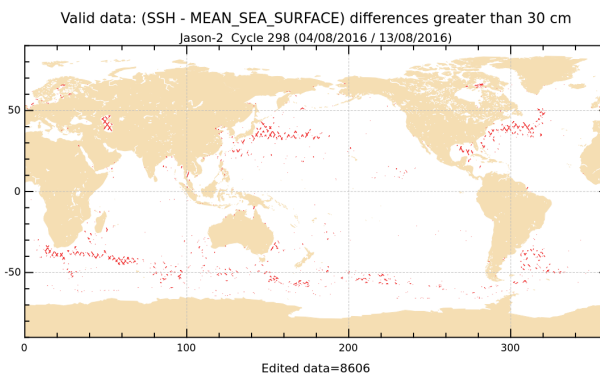 Valid data: (SSH - MEAN_SEA_SURFACE) differences greater than 30 cm
Jason-2 Cycle 298 (04/08/2016 / 13/08/2016)
50
0
-50
0 100 200 300
Edited data=8606